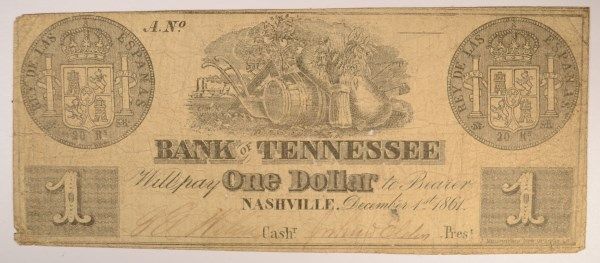 A. Nº
REY DE LAS ESPAÑAS
20 Rˢ
REY DE LAS ESPAÑAS
20 Rˢ
BANK OF TENNESSEE
1 Will pay One Dollar to Bearer 1
NASHVILLE, December 1st 1861.
Cashr Prest